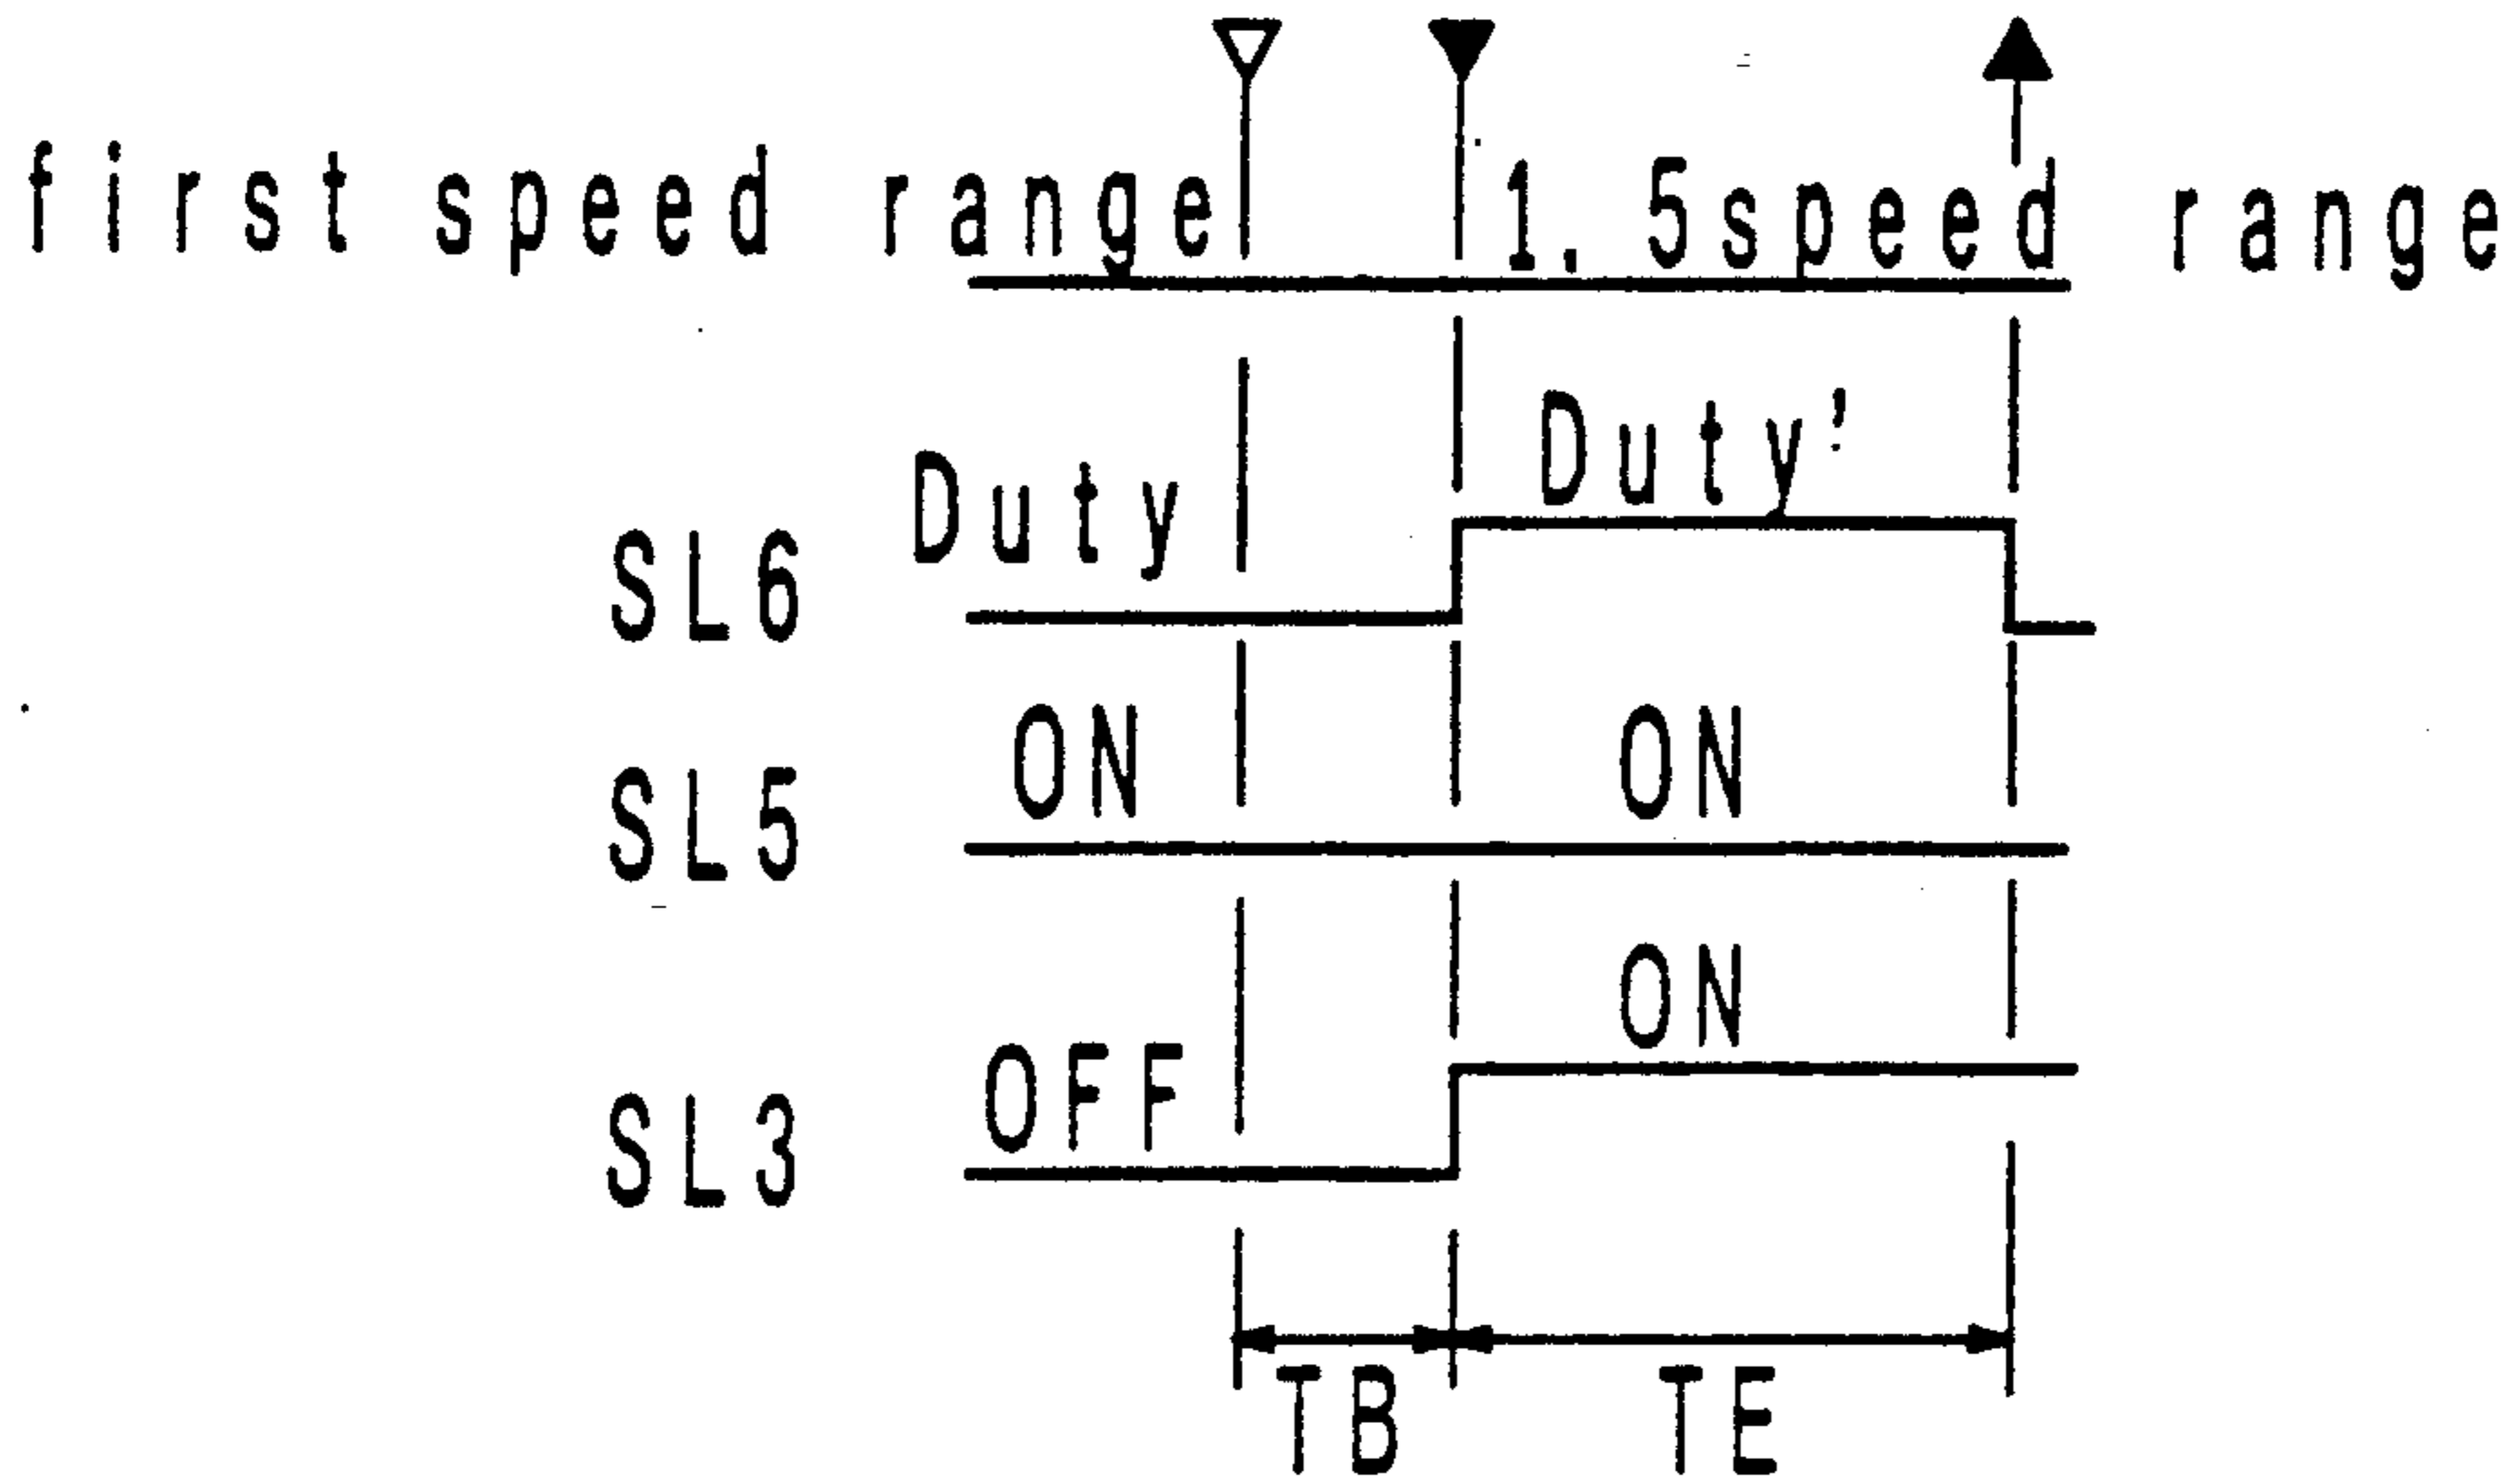 first speed range 1.5speed range
Duty Duty'
SL6
ON ON
SL5
ON
OFF
SL3
TB TE